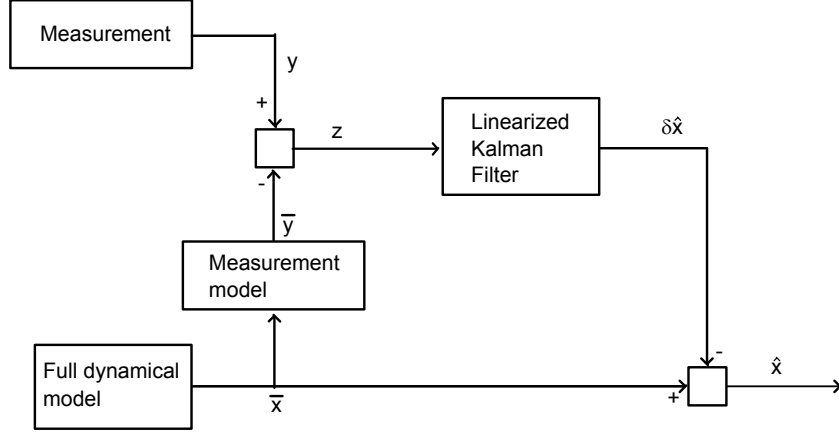 Measurement
y
+
z
Linearized
Kalman
Filter
δx̂
-
y̅
Measurement
model
-
x̂
Full dynamical
model
x̅
+